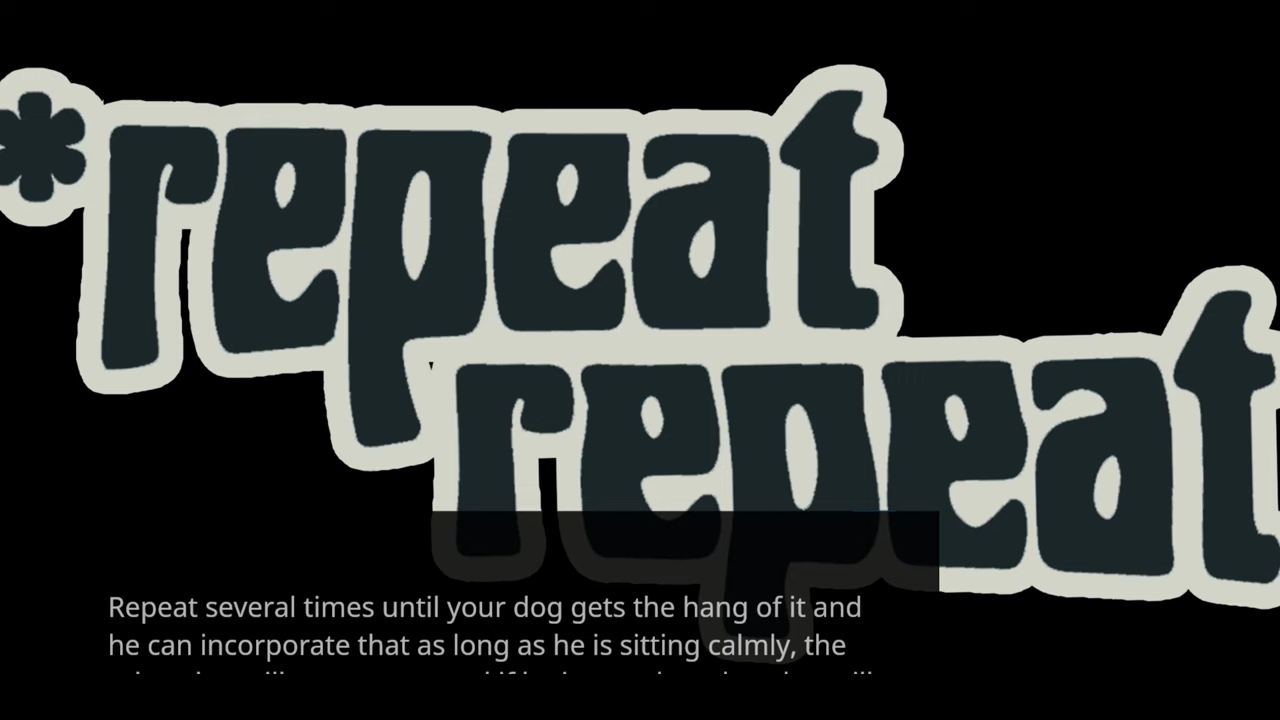 *repeat
repeat
Repeat several times until your dog gets the hang of it and
he can incorporate that as long as he is sitting calmly, the